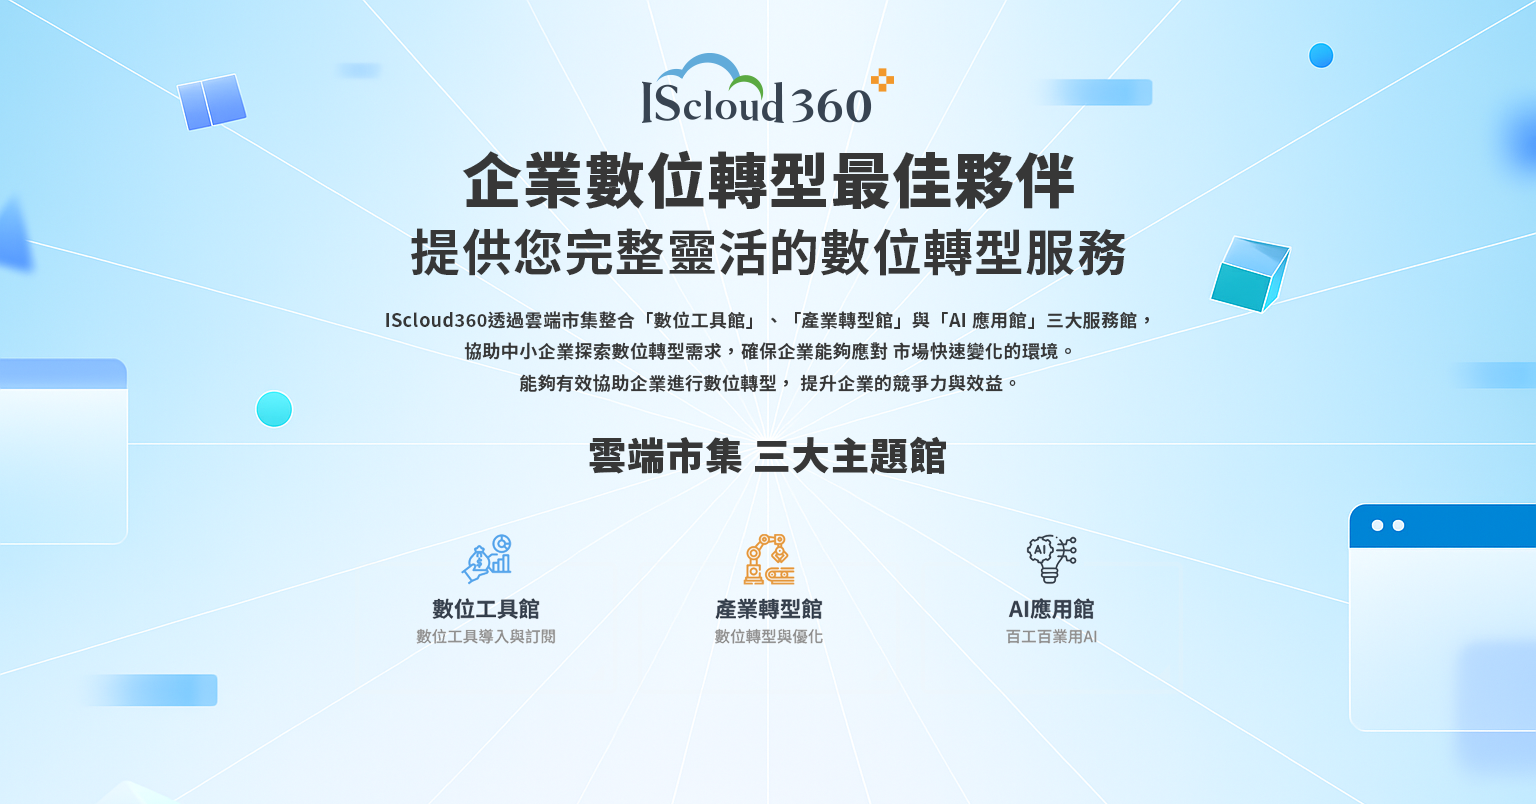 IScloud360
企業數位轉型最佳夥伴
提供您完整靈活的數位轉型服務
IScloud360透過雲端市集整合「數位工具館」、「產業轉型館」與「AI 應用館」三大服務館，
協助中小企業探索數位轉型需求，確保企業能夠應對 市場快速變化的環境。
能夠有效協助企業進行數位轉型， 提升企業的競爭力與效益。
雲端市集 三大主題館
AI
數位工具館
數位工具導入與訂閱
產業轉型館
數位轉型與優化
AI應用館
百工百業用AI